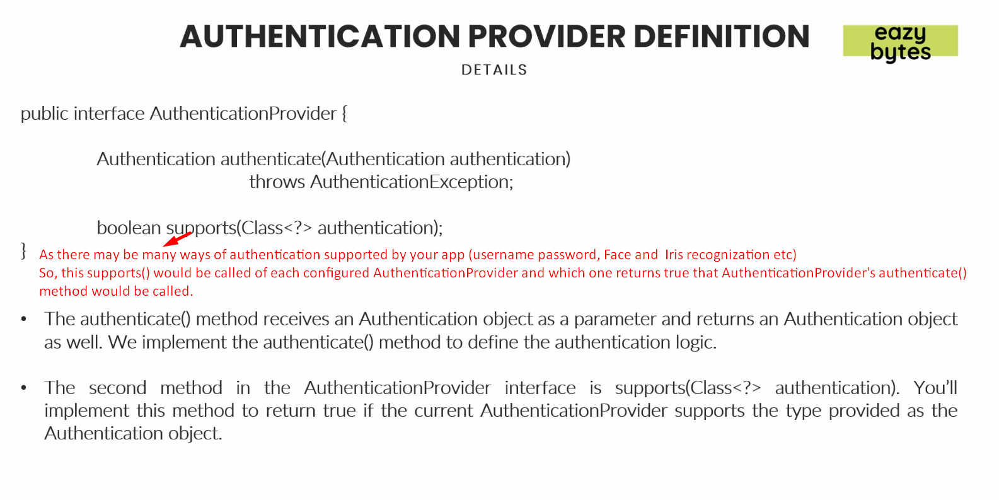 AUTHENTICATION PROVIDER DEFINITION
eazy
bytes
DETAILS
public interface AuthenticationProvider {
Authentication authenticate(Authentication authentication)
throws AuthenticationException;
boolean supports(Class<?> authentication);
}
As there may be many ways of authentication supported by your app (username password, Face and Iris recognization etc)
So, this supports() would be called of each configured AuthenticationProvider and which one returns true that AuthenticationProvider's authenticate()
method would be called.
• The authenticate() method receives an Authentication object as a parameter and returns an Authentication object
as well. We implement the authenticate() method to define the authentication logic.
• The second method in the AuthenticationProvider interface is supports(Class<?> authentication). You’ll
implement this method to return true if the current AuthenticationProvider supports the type provided as the
Authentication object.